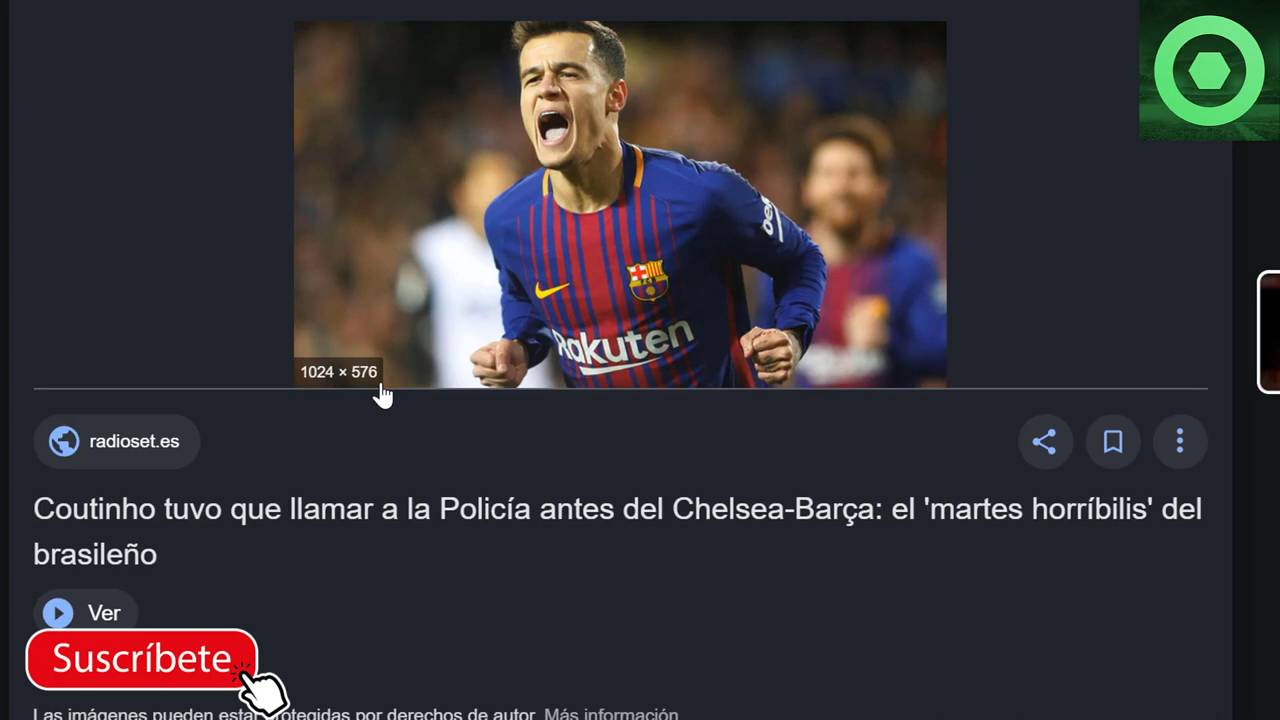 oeko
Rakuten
1024 × 576
radioset.es
Coutinho tuvo que llamar a la Policía antes del Chelsea-Barça: el 'martes horríbilis' del
brasileño
Ver
Suscríbete
Las imágenes pueden estar protegidas por derechos de autor. Más información